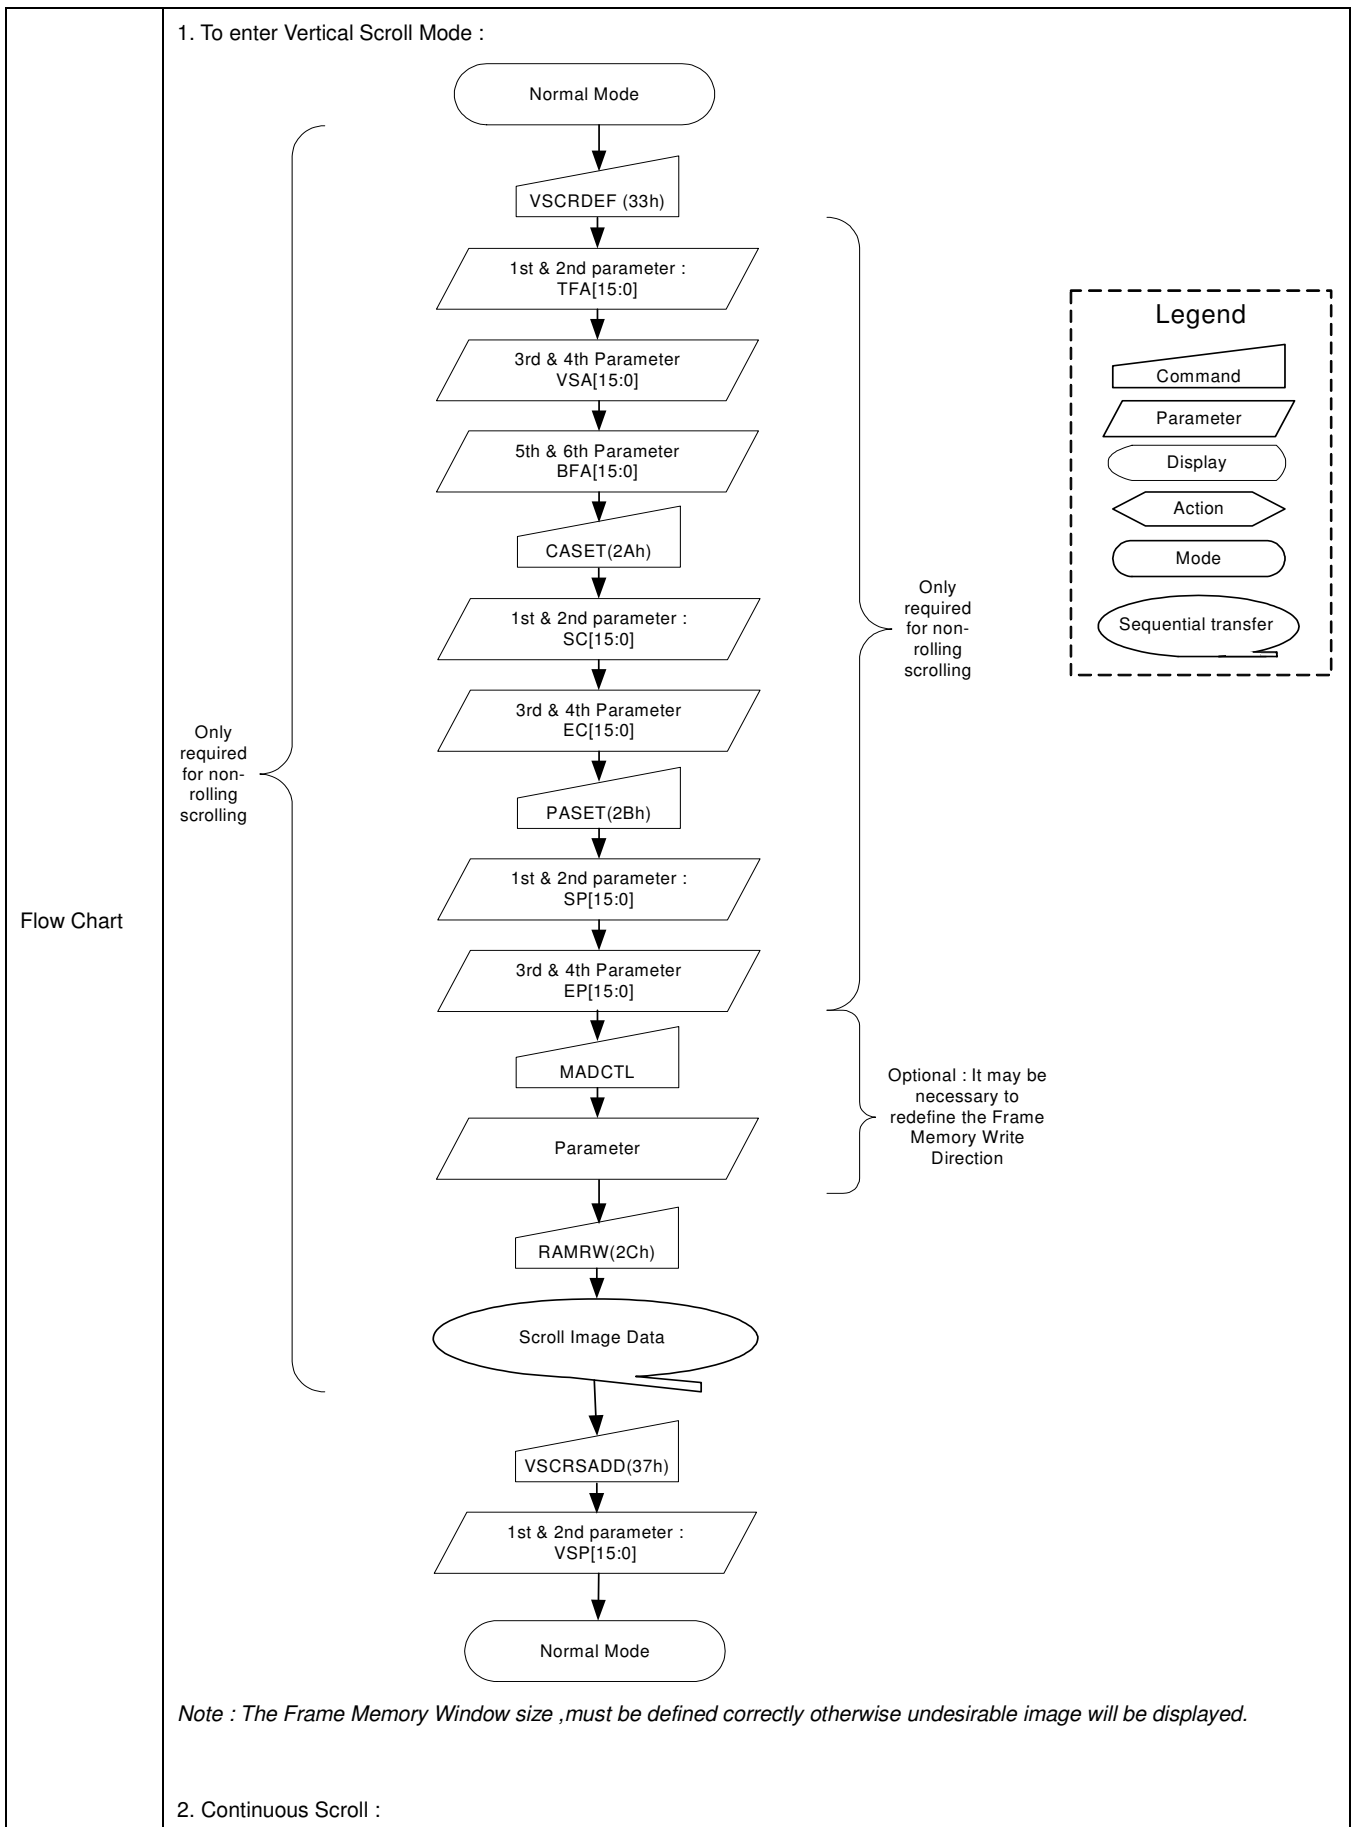 Flow Chart
1. To enter Vertical Scroll Mode :
Normal Mode
VSCRDEF (33h)
1st & 2nd parameter :
TFA[15:0]
3rd & 4th Parameter
VSA[15:0]
5th & 6th Parameter
BFA[15:0]
CASET(2Ah)
1st & 2nd parameter :
SC[15:0]
3rd & 4th Parameter
EC[15:0]
PASET(2Bh)
1st & 2nd parameter :
SP[15:0]
3rd & 4th Parameter
EP[15:0]
MADCTL
Parameter
RAMRW(2Ch)
Scroll Image Data
VSCRSADD(37h)
1st & 2nd parameter :
VSP[15:0]
Normal Mode
Only
required
for non-
rolling
scrolling
Only
required
for non-
rolling
scrolling
Optional : It may be
necessary to
redefine the Frame
Memory Write
Direction
Legend
Command
Parameter
Display
Action
Mode
Sequential transfer
Note : The Frame Memory Window size ,must be defined correctly otherwise undesirable image will be displayed.
2. Continuous Scroll :